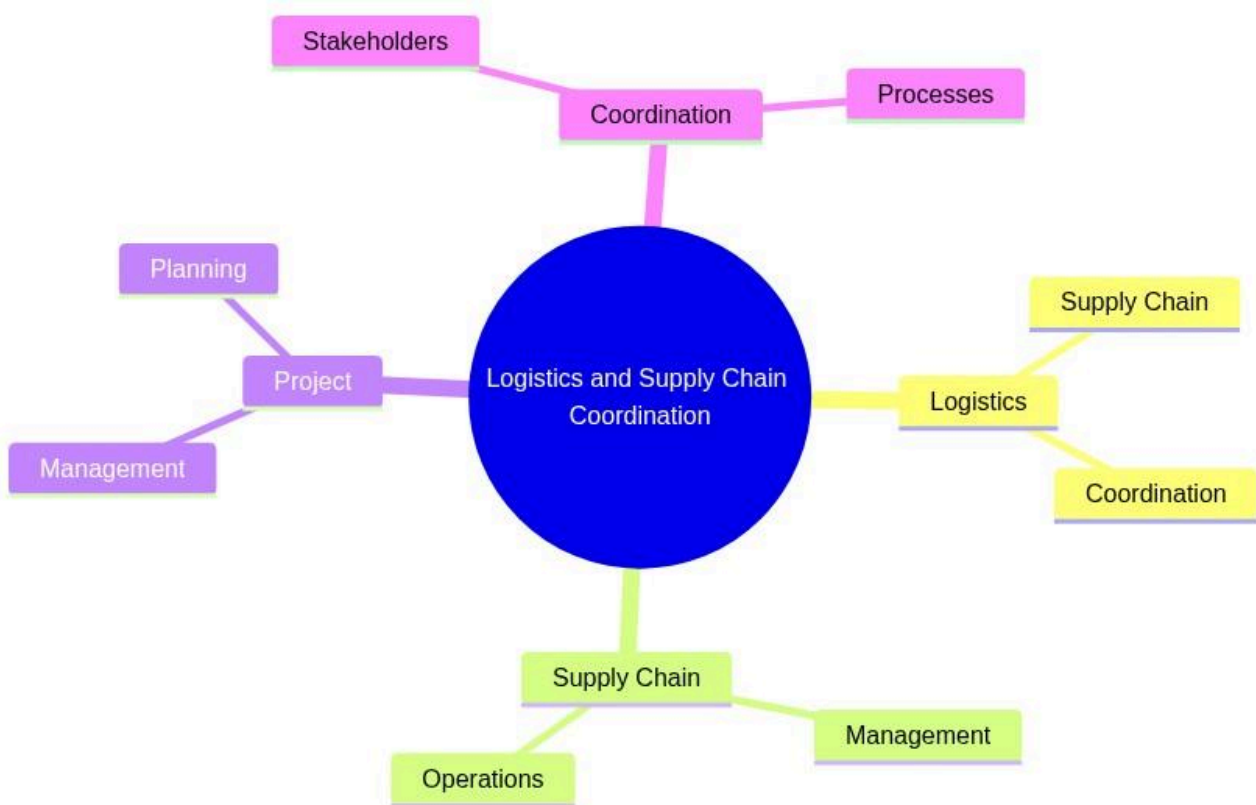 Stakeholders
Processes
Coordination
Planning
Supply Chain
Project
Logistics and Supply Chain
Coordination
Logistics
Management
Coordination
Supply Chain
Management
Operations